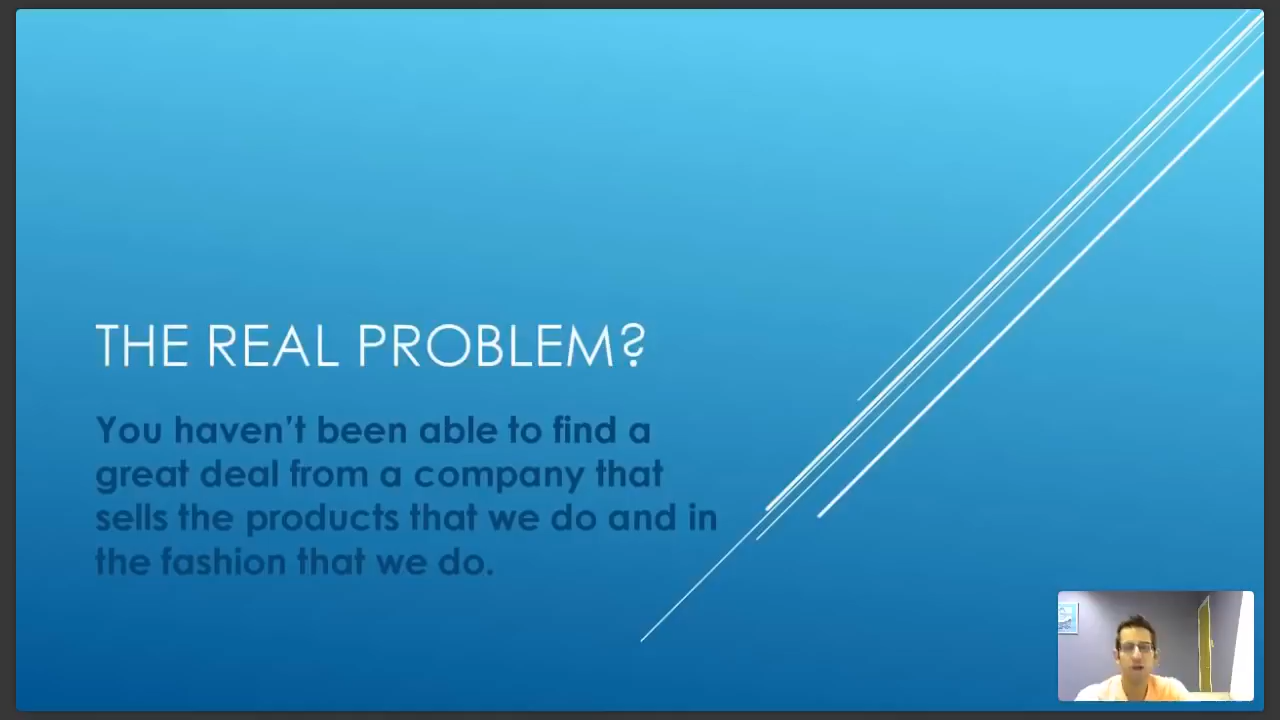 THE REAL PROBLEM?
You haven't been able to find a
great deal from a company that
sells the products that we do and in
the fashion that we do.